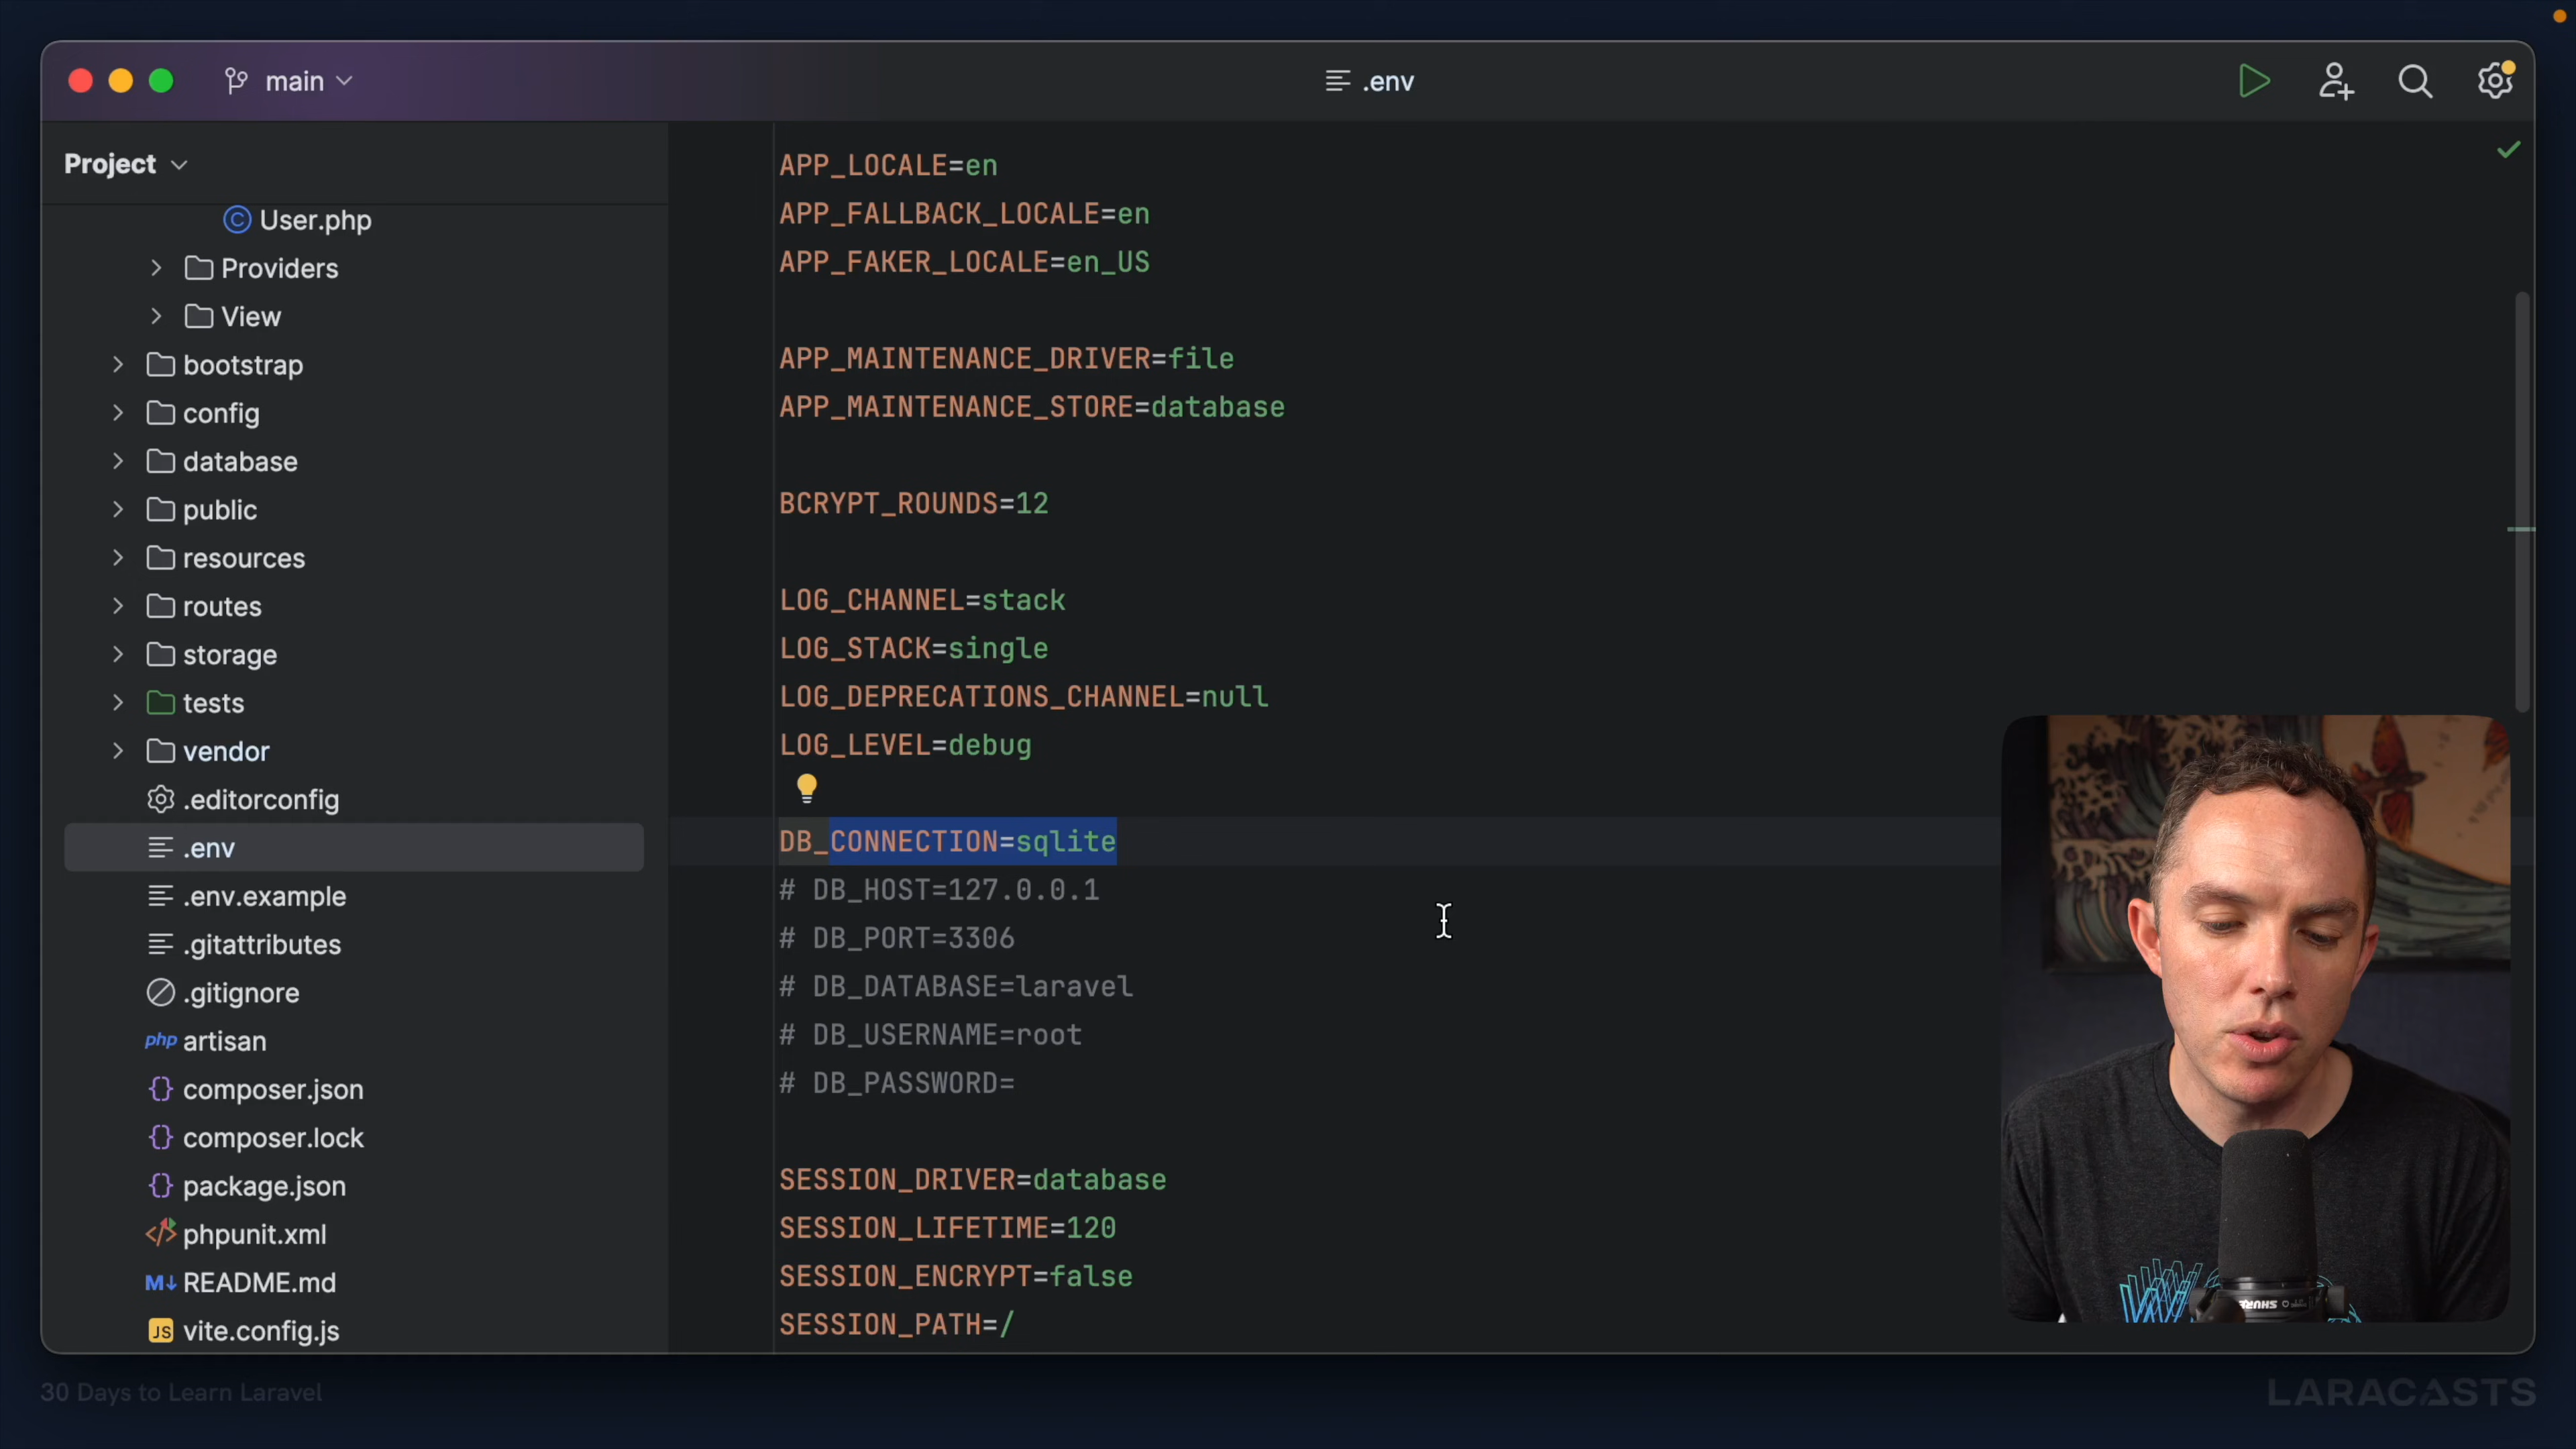 main
.env
Project
User.php
Providers
View
bootstrap
config
database
public
resources
routes
storage
tests
vendor
.editorconfig
.env
.env.example
.gitattributes
.gitignore
php artisan
{} composer.json
{} composer.lock
{} package.json
</> phpunit.xml
M↓ README.md
JS vite.config.js
APP_LOCALE=en
APP_FALLBACK_LOCALE=en
APP_FAKER_LOCALE=en_US
APP_MAINTENANCE_DRIVER=file
APP_MAINTENANCE_STORE=database
BCRYPT_ROUNDS=12
LOG_CHANNEL=stack
LOG_STACK=single
LOG_DEPRECATIONS_CHANNEL=null
LOG_LEVEL=debug
DB_CONNECTION=sqlite
# DB_HOST=127.0.0.1
# DB_PORT=3306
# DB_DATABASE=laravel
# DB_USERNAME=root
# DB_PASSWORD=
SESSION_DRIVER=database
SESSION_LIFETIME=120
SESSION_ENCRYPT=false
SESSION_PATH=/
SHURE
30 Days to Learn Laravel
LARACASTS